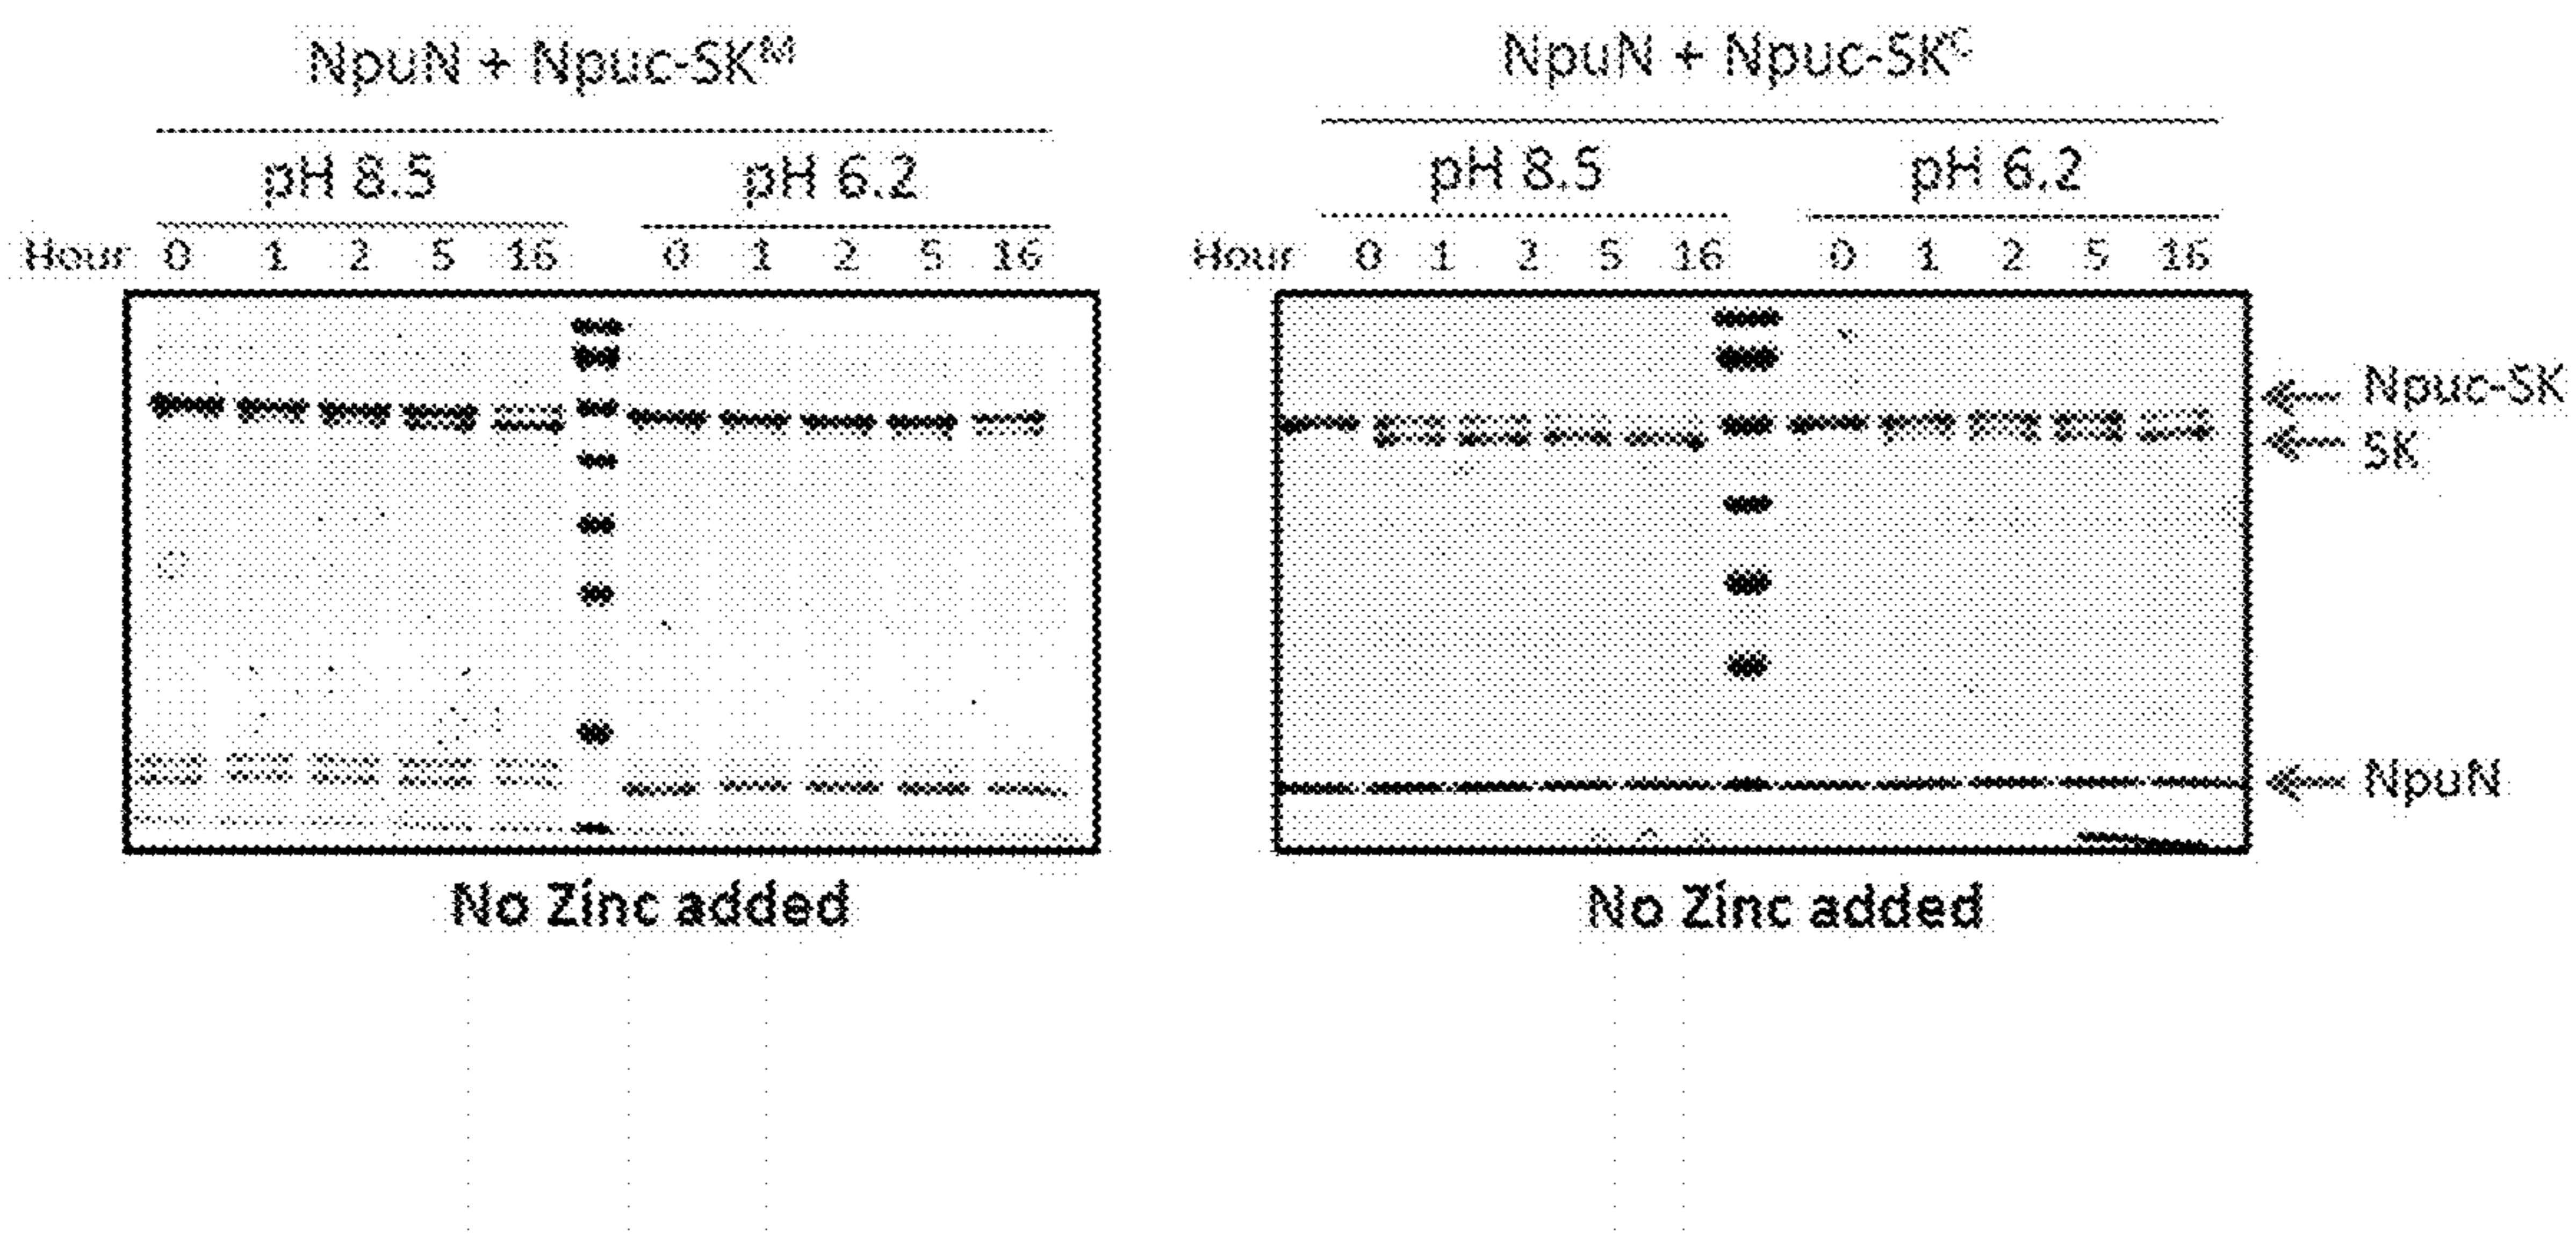 NpuN + Npuc-SKᴹ
pH 8.5 pH 6.2
Hour 0 1 2 5 16 0 1 2 5 16
No Zinc added
NpuN + Npuc-SKᶜ
pH 8.5 pH 6.2
Hour 0 1 2 5 16 0 1 2 5 16
Npuc-SK
SK
NpuN
No Zinc added